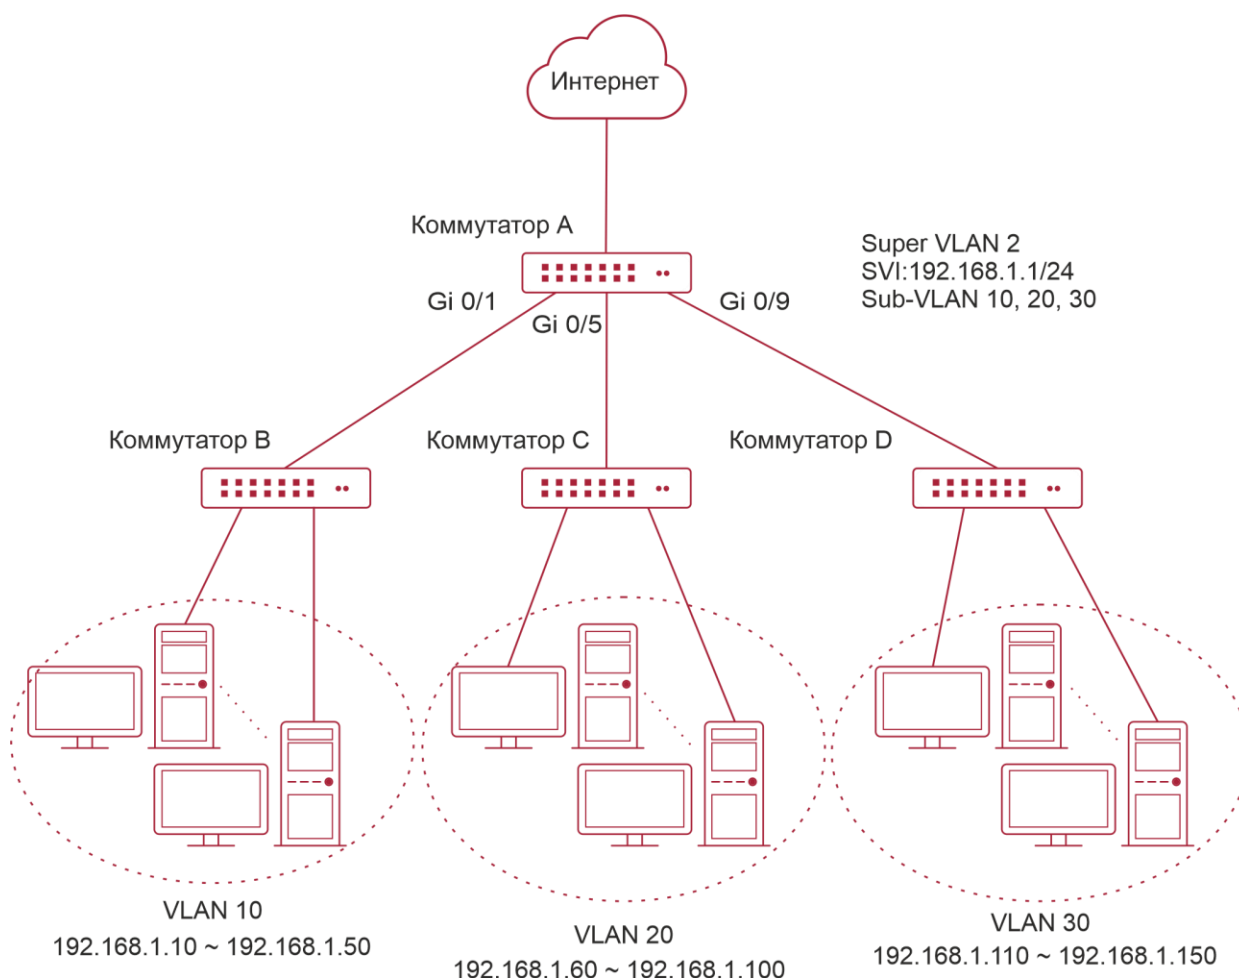 Интернет
Коммутатор A
Super VLAN 2
SVI:192.168.1.1/24
Sub-VLAN 10, 20, 30
Gi 0/1
Gi 0/5
Gi 0/9
Коммутатор B
Коммутатор C
Коммутатор D
VLAN 10
192.168.1.10 ~ 192.168.1.50
VLAN 20
192.168.1.60 ~ 192.168.1.100
VLAN 30
192.168.1.110 ~ 192.168.1.150